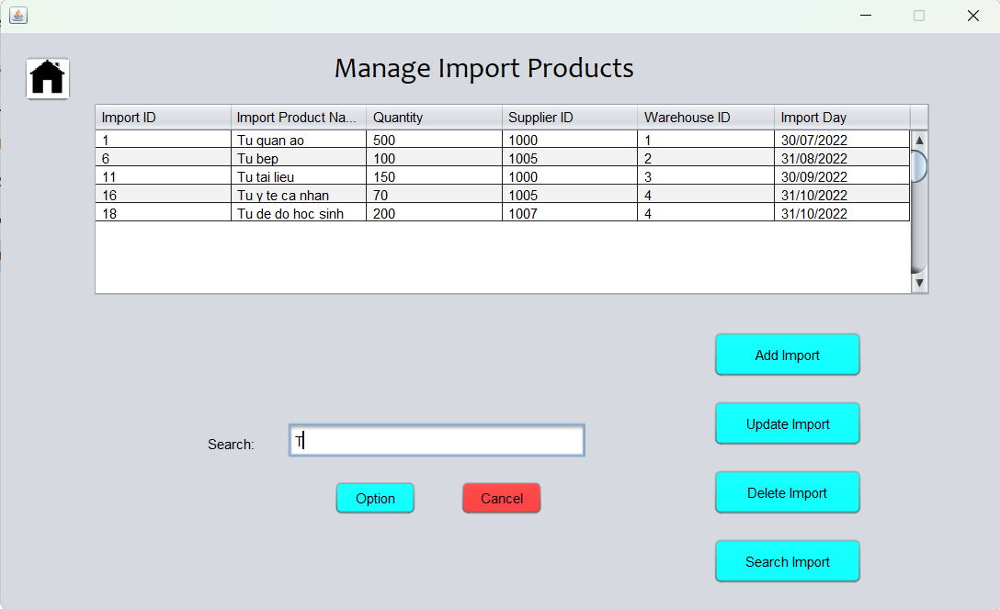 Manage Import Products
Import ID Import Product Na... Quantity Supplier ID Warehouse ID Import Day
1 Tu quan ao 500 1000 1 30/07/2022
6 Tu bep 100 1005 2 31/08/2022
11 Tu tai lieu 150 1000 3 30/09/2022
16 Tu y te ca nhan 70 1005 4 31/10/2022
18 Tu de do hoc sinh 200 1007 4 31/10/2022
Add Import
Update Import
Search: T
Option Cancel
Delete Import
Search Import